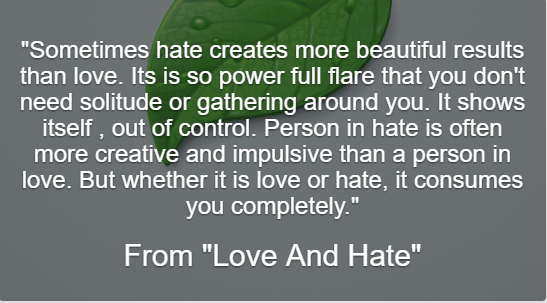 "Sometimes hate creates more beautiful results
than love. Its is so power full flare that you don't
need solitude or gathering around you. It shows
itself , out of control. Person in hate is often
more creative and impulsive than a person in
love. But whether it is love or hate, it consumes
you completely."
From "Love And Hate"